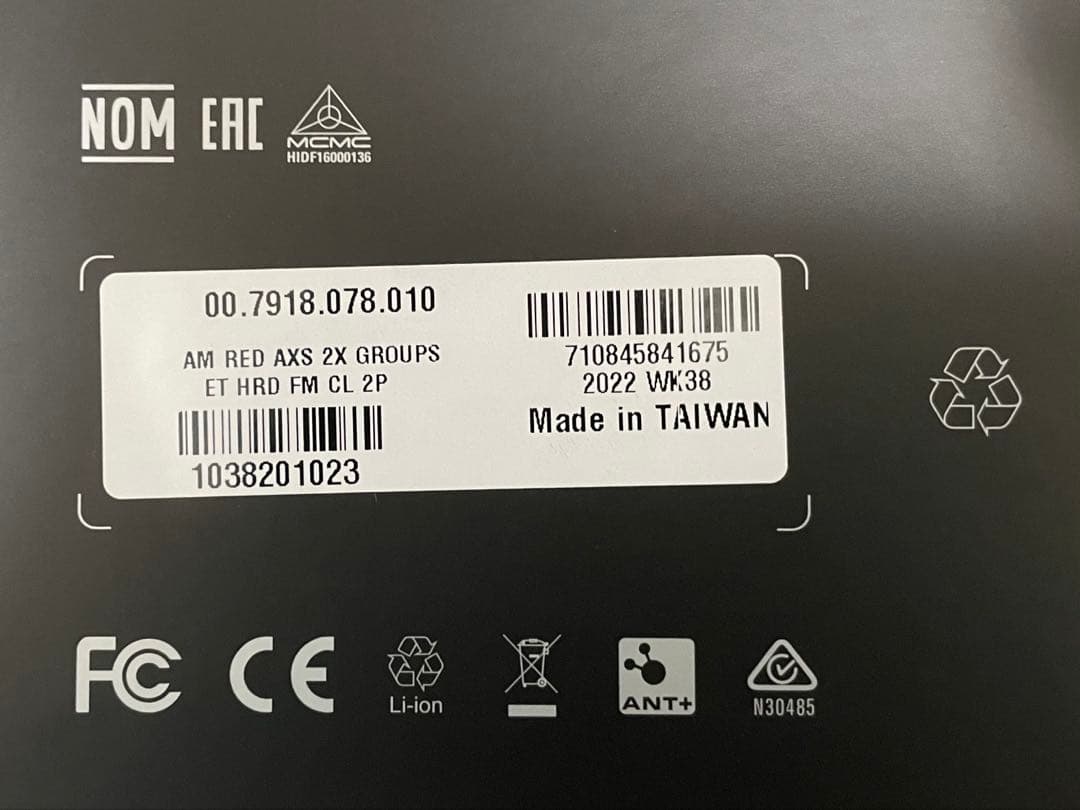 NOM EAC MCMC
HIDF16000136
00.7918.078.010
AM RED AXS 2X GROUPS
ET HRD FM CL 2P
1038201023
710845841675
2022 WK38
Made in TAIWAN
FC CE
Li-ion
ANT+
N30485